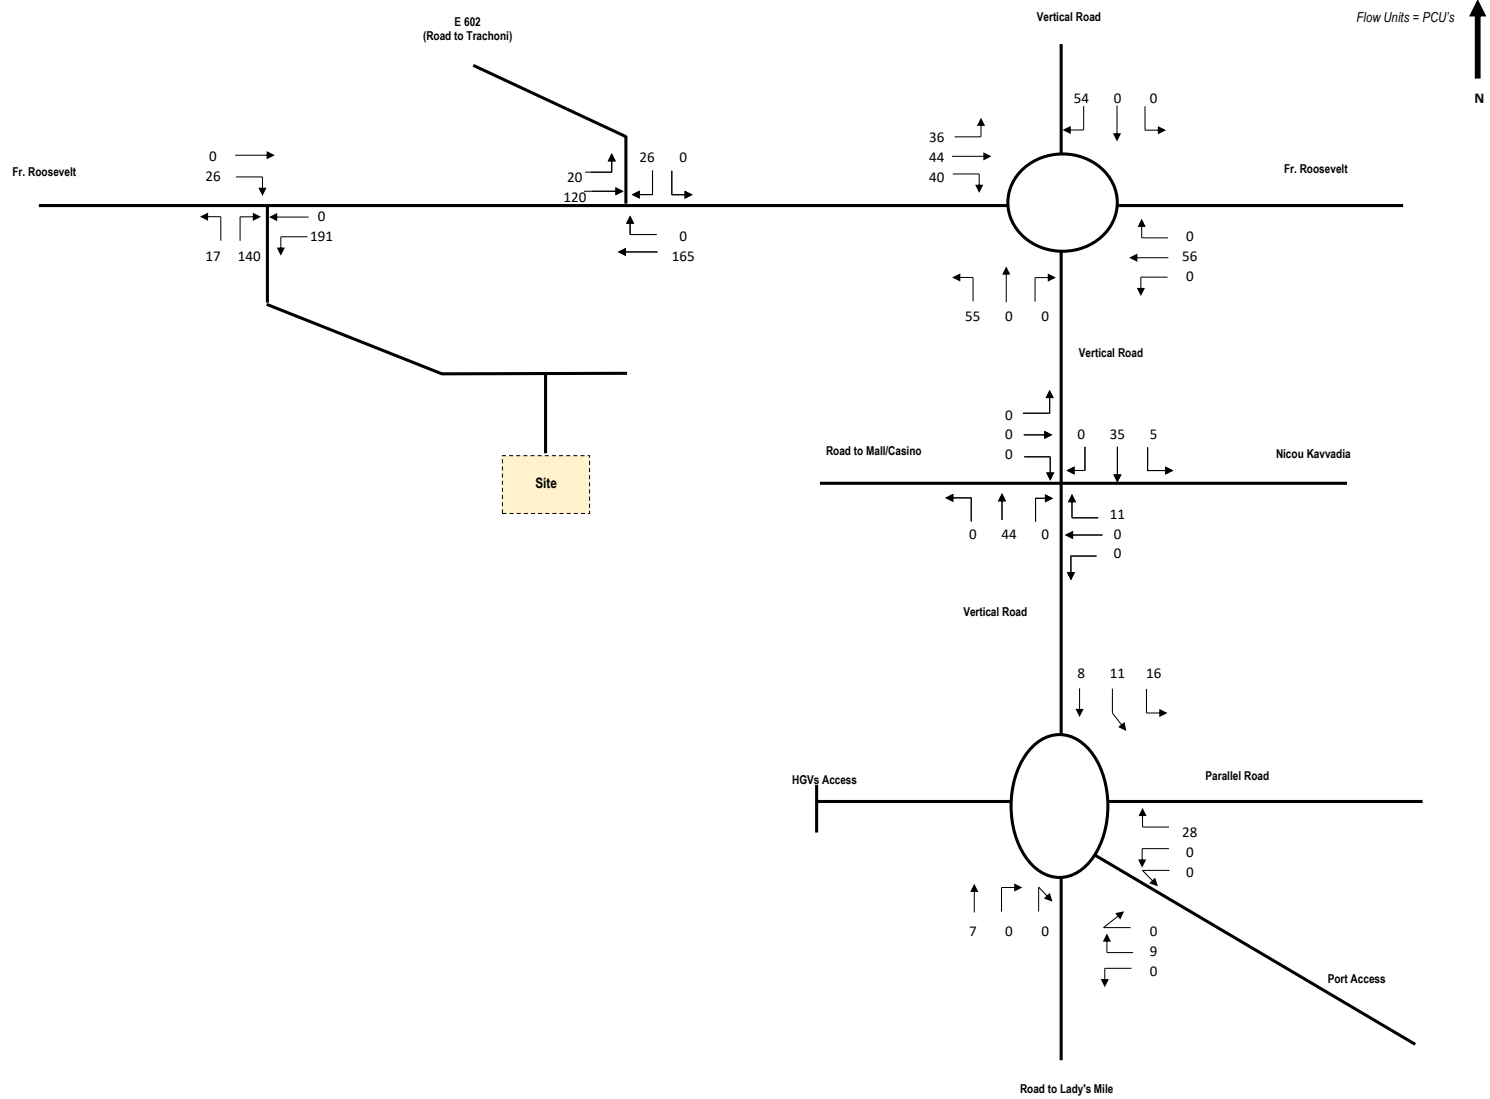 Vertical Road
Flow Units = PCU's
E 602
(Road to Trachoni)
N
54 0 0
36
44
40
0
26
26 0
20
120
Fr. Roosevelt
Fr. Roosevelt
0
191
17 140
0
165
0
56
0
55 0 0
Vertical Road
0
0
0
0 35 5
Road to Mall/Casino
Nicou Kavvadia
Site
11
0
0
0 44 0
Vertical Road
8 11 16
HGVs Access
Parallel Road
28
0
0
7 0 0
0
9
0
Port Access
Road to Lady's Mile